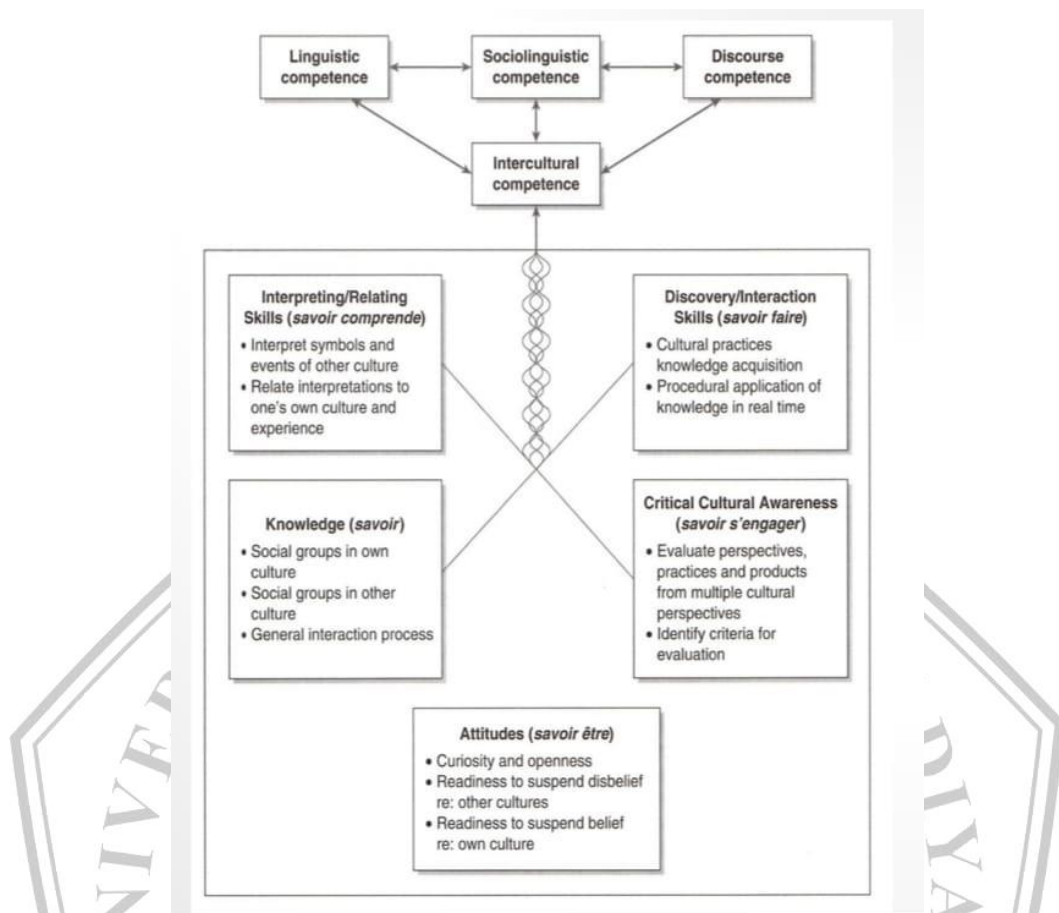 Linguistic
competence
Sociolinguistic
competence
Discourse
competence
Intercultural
competence
Interpreting/Relating
Skills (savoir comprende)
• Interpret symbols and
events of other culture
• Relate interpretations to
one's own culture and
experience
Discovery/Interaction
Skills (savoir faire)
• Cultural practices
knowledge acquisition
• Procedural application of
knowledge in real time
Knowledge (savoir)
• Social groups in own
culture
• Social groups in other
culture
• General interaction process
Critical Cultural Awareness
(savoir s'engager)
• Evaluate perspectives,
practices and products
from multiple cultural
perspectives
• Identify criteria for
evaluation
Attitudes (savoir être)
• Curiosity and openness
• Readiness to suspend disbelief
re: other cultures
• Readiness to suspend belief
re: own culture